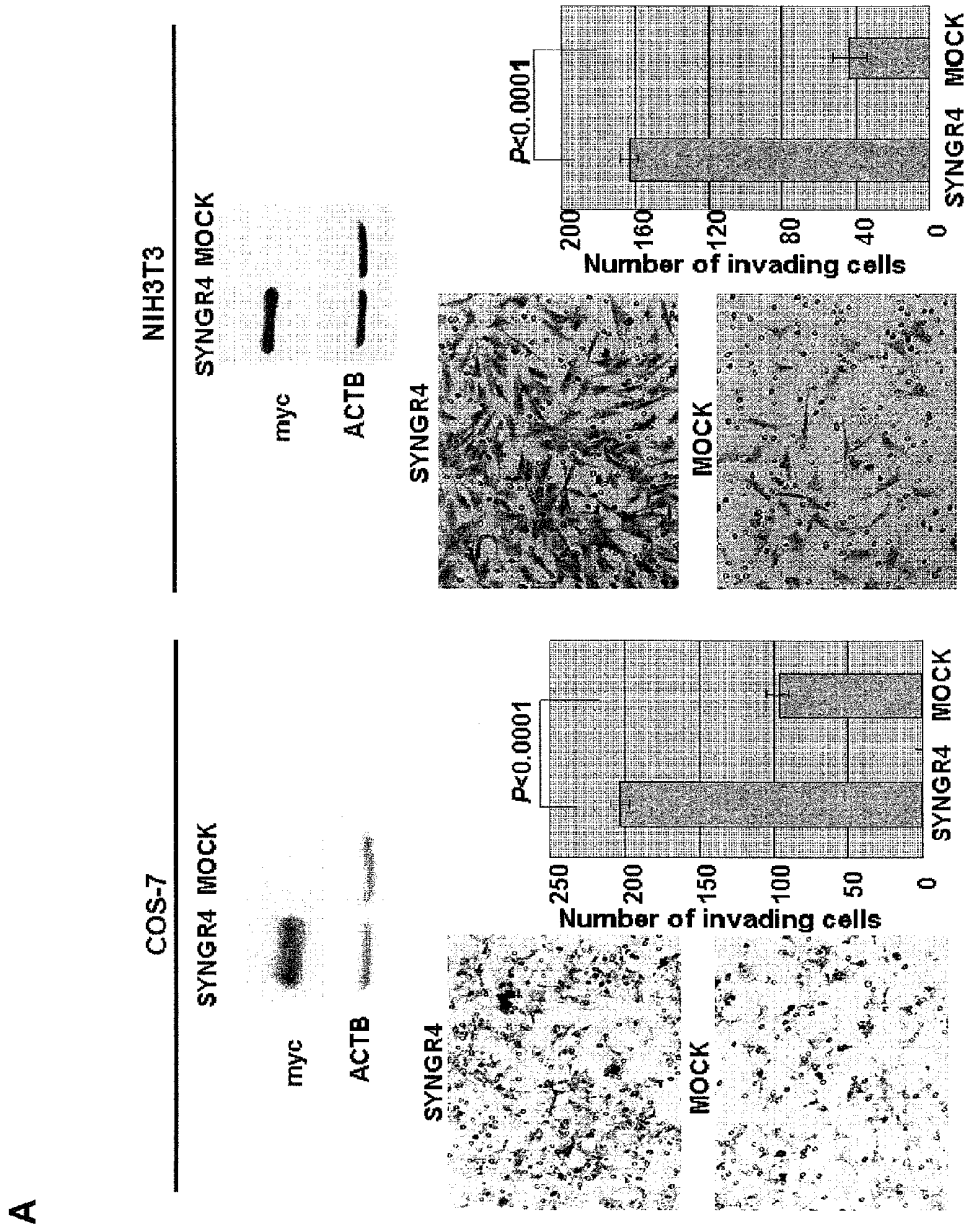 A
COS-7
SYNGR4 MOCK
myc
ACTB
SYNGR4
MOCK
P<0.0001
Number of invading cells
250
200
150
100
50
0
SYNGR4 MOCK
NIH3T3
SYNGR4 MOCK
myc
ACTB
SYNGR4
MOCK
P<0.0001
Number of invading cells
200
160
120
80
40
0
SYNGR4 MOCK